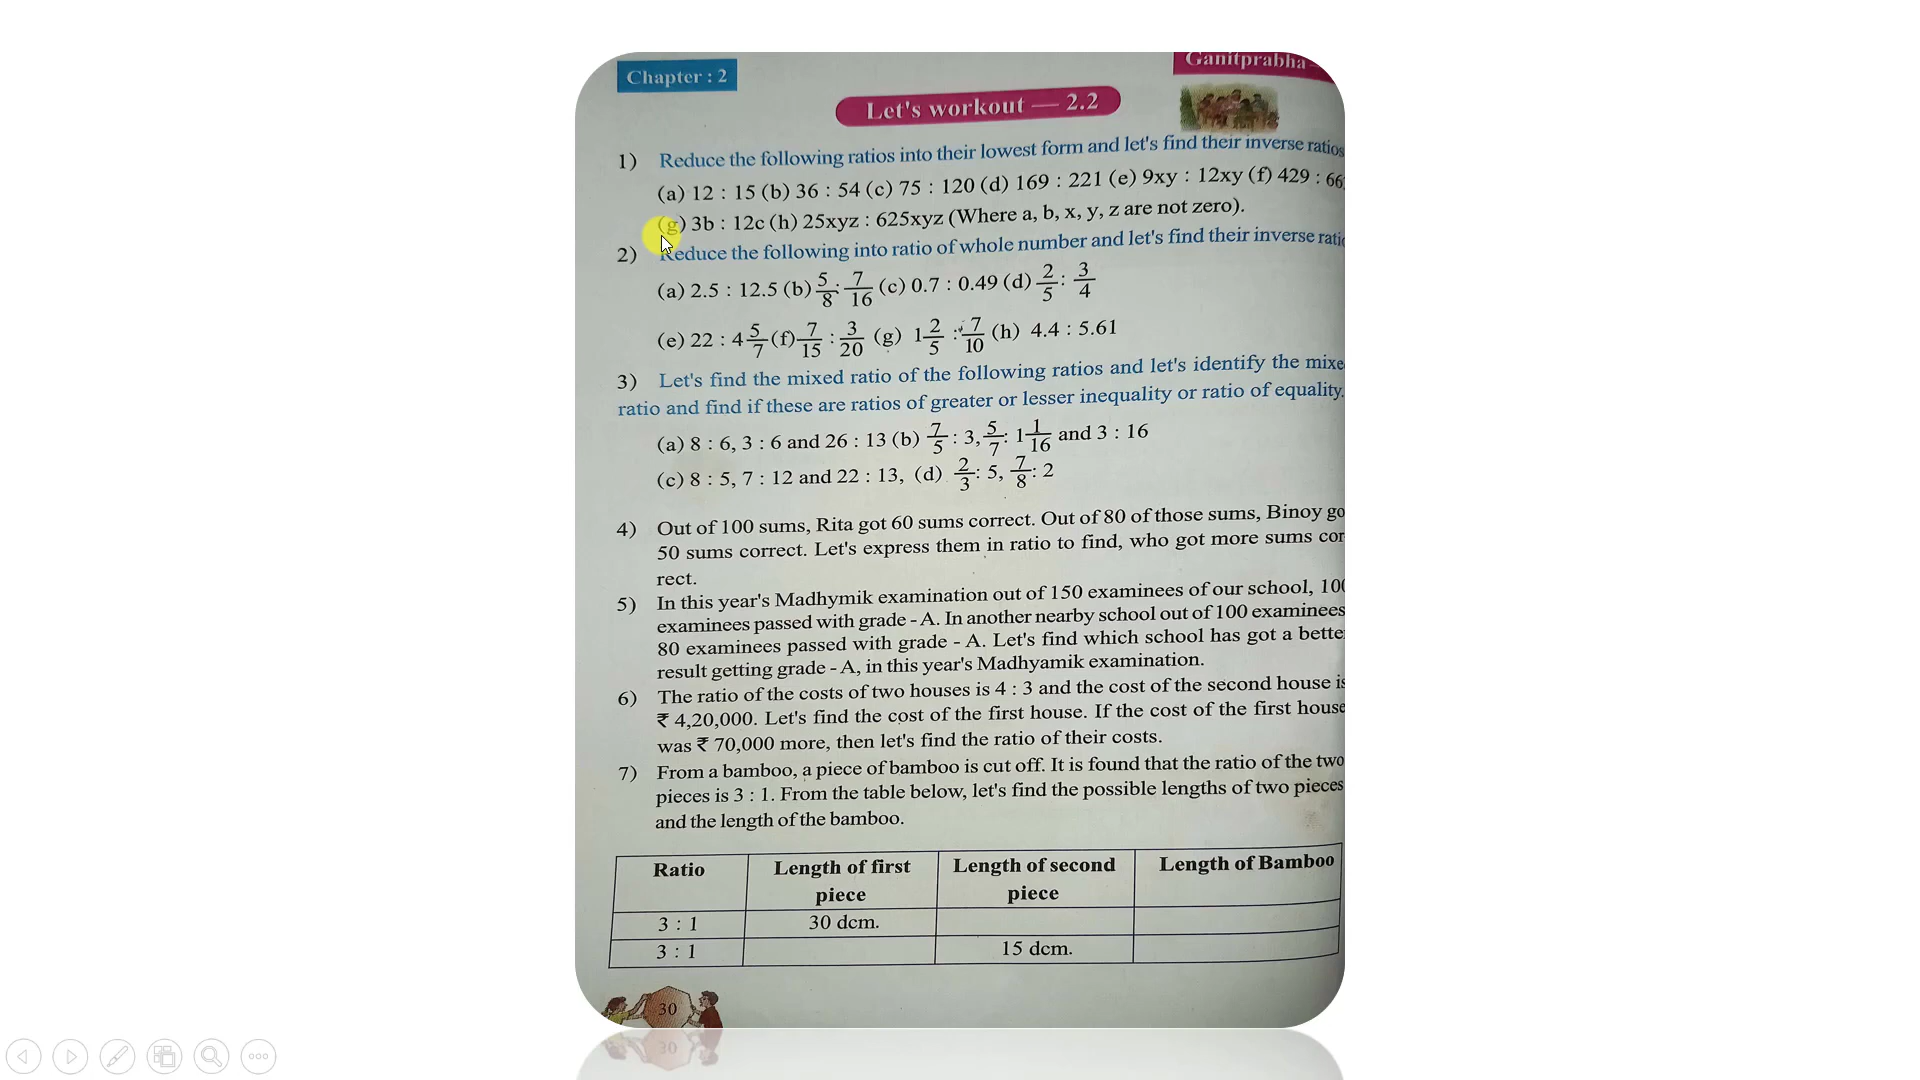 Chapter : 2
Ganitprabha
Let's workout — 2.2
1) Reduce the following ratios into their lowest form and let's find their inverse ratios
(a) 12 : 15 (b) 36 : 54 (c) 75 : 120 (d) 169 : 221 (e) 9xy : 12xy (f) 429 : 66
(g) 3b : 12c (h) 25xyz : 625xyz (Where a, b, x, y, z are not zero).
2) Reduce the following into ratio of whole number and let's find their inverse
(a) 2.5 : 12.5 (b) 5/8 : 7/16 (c) 0.7 : 0.49 (d) 2/5 : 3/4
(e) 22 : 4 5/7 (f) 7/15 : 3/20 (g) 1 2/5 : 7/10 (h) 4.4 : 5.61
3) Let's find the mixed ratio of the following ratios and let's identify the mixe
ratio and find if these are ratios of greater or lesser inequality or ratio of equality.
(a) 8 : 6, 3 : 6 and 26 : 13 (b) 7/5 : 3, 5/7 : 1 1/16 and 3 : 16
(c) 8 : 5, 7 : 12 and 22 : 13, (d) 2/3 : 5, 7/8 : 2
4) Out of 100 sums, Rita got 60 sums correct. Out of 80 of those sums, Binoy go
50 sums correct. Let's express them in ratio to find, who got more sums cor
rect.
5) In this year's Madhymik examination out of 150 examinees of our school, 100
examinees passed with grade - A. In another nearby school out of 100 examinees
80 examinees passed with grade - A. Let's find which school has got a bette
result getting grade - A, in this year's Madhyamik examination.
6) The ratio of the costs of two houses is 4 : 3 and the cost of the second house is
₹ 4,20,000. Let's find the cost of the first house. If the cost of the first house
was ₹ 70,000 more, then let's find the ratio of their costs.
7) From a bamboo, a piece of bamboo is cut off. It is found that the ratio of the two
pieces is 3 : 1. From the table below, let's find the possible lengths of two pieces
and the length of the bamboo.
Ratio Length of first piece Length of second piece Length of Bamboo
3 : 1 30 dcm.
3 : 1 15 dcm.
30